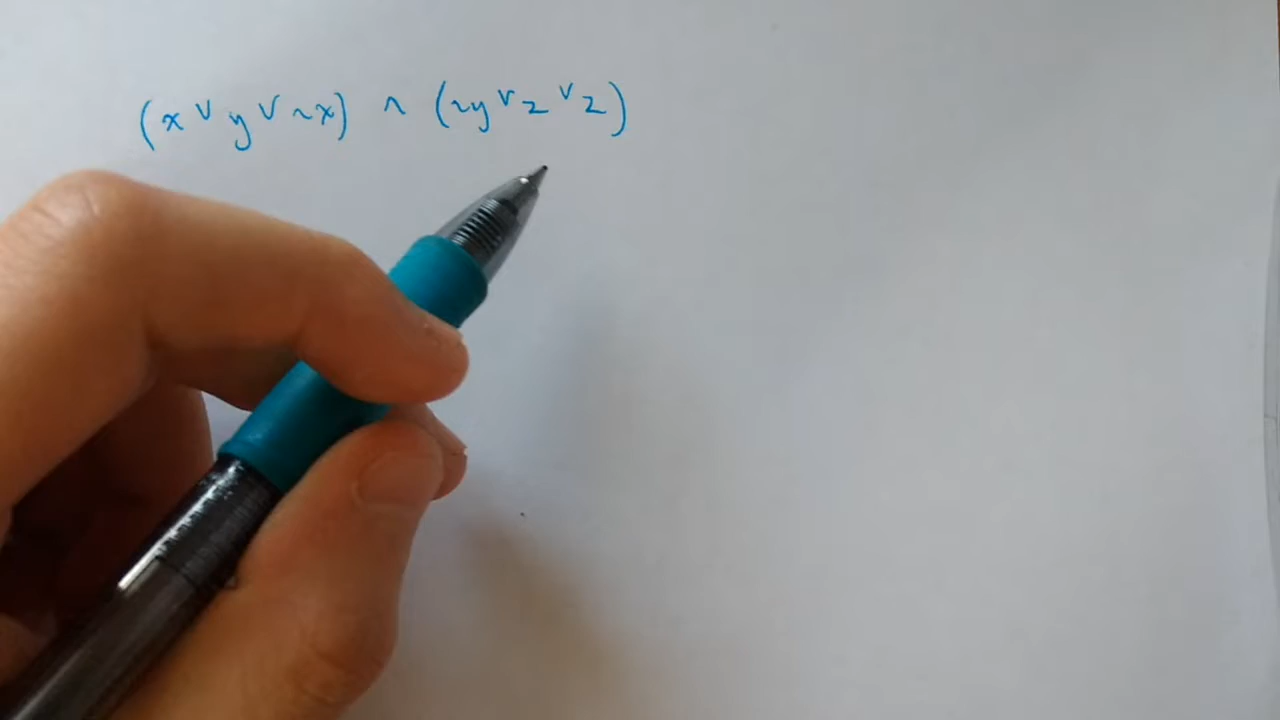 (x ∨ y ∨ ~x) ∧ (~y ∨ z ∨ z)